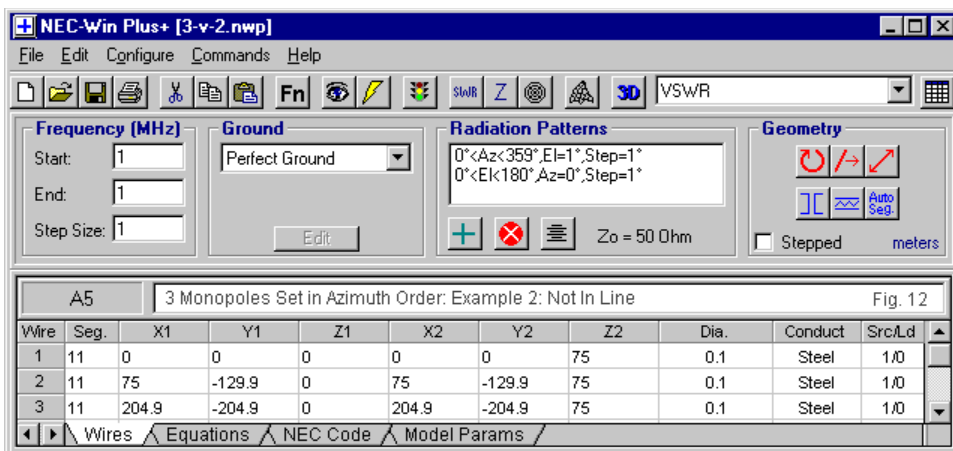 NEC-Win Plus+ [3-v-2.nwp]
File Edit Configure Commands Help
Fn SWR Z 3D VSWR
Frequency (MHz) Ground Radiation Patterns Geometry
Start: 1 Perfect Ground 0°<Az<359°,El=1°,Step=1°
0°<El<180°,Az=0°,Step=1°
End: 1
Auto Seg.
Step Size: 1 Edit Zo = 50 Ohm Stepped meters
A5 3 Monopoles Set in Azimuth Order: Example 2: Not In Line Fig. 12
Wire Seg. X1 Y1 Z1 X2 Y2 Z2 Dia. Conduct Src/Ld
1 11 0 0 0 0 0 75 0.1 Steel 1/0
2 11 75 -129.9 0 75 -129.9 75 0.1 Steel 1/0
3 11 204.9 -204.9 0 204.9 -204.9 75 0.1 Steel 1/0
Wires Equations NEC Code Model Params